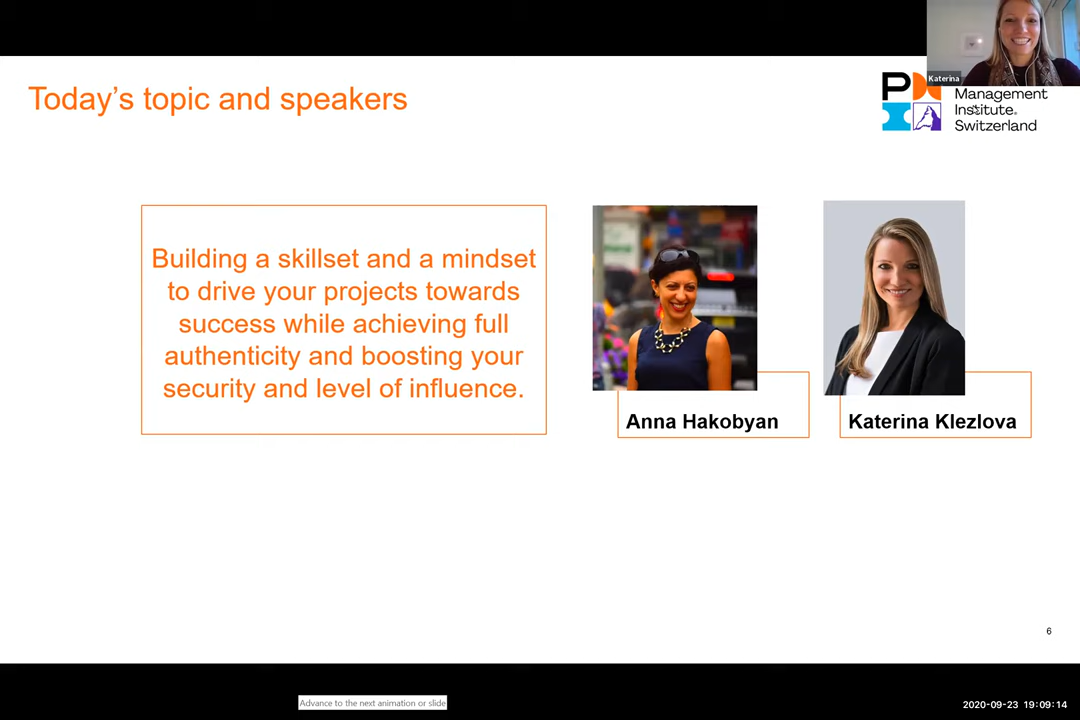 Katerina
Today's topic and speakers
P
Management
Institute.
Switzerland
Building a skillset and a mindset
to drive your projects towards
success while achieving full
authenticity and boosting your
security and level of influence.
Anna Hakobyan
Katerina Klezlova
6
Advance to the next animation or slide
2020-09-23 19:09:14